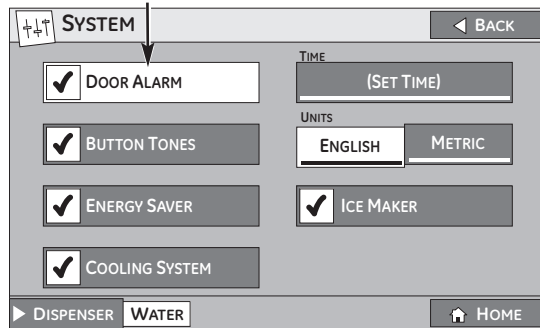 SYSTEM
BACK
DOOR ALARM
BUTTON TONES
ENERGY SAVER
COOLING SYSTEM
TIME
(SET TIME)
UNITS
ENGLISH METRIC
ICE MAKER
DISPENSER WATER
HOME